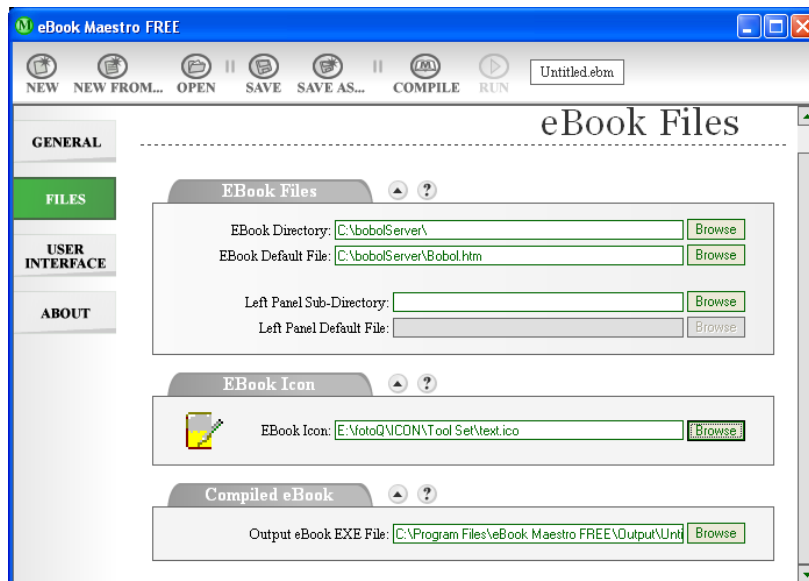 eBook Maestro FREE
NEW NEW FROM... OPEN SAVE SAVE AS... COMPILE RUN Untitled.ebm
eBook Files
GENERAL
FILES
USER
INTERFACE
ABOUT
EBook Files ?
EBook Directory: C:\bobolServer\ Browse
EBook Default File: C:\bobolServer\Bobol.htm Browse
Left Panel Sub-Directory: Browse
Left Panel Default File: Browse
EBook Icon ?
EBook Icon: E:\fotoQ\ICON\Tool Set\text.ico Browse
Compiled eBook ?
Output eBook EXE File: C:\Program Files\eBook Maestro FREE\Output\Unti Browse